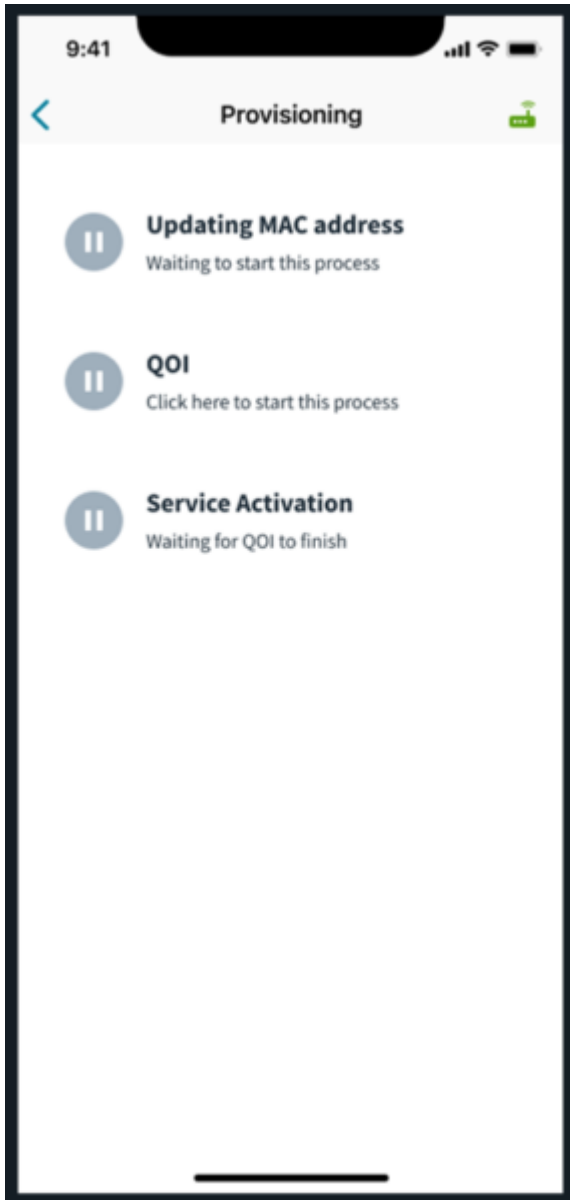 9:41
Provisioning
Updating MAC address
Waiting to start this process
QOI
Click here to start this process
Service Activation
Waiting for QOI to finish